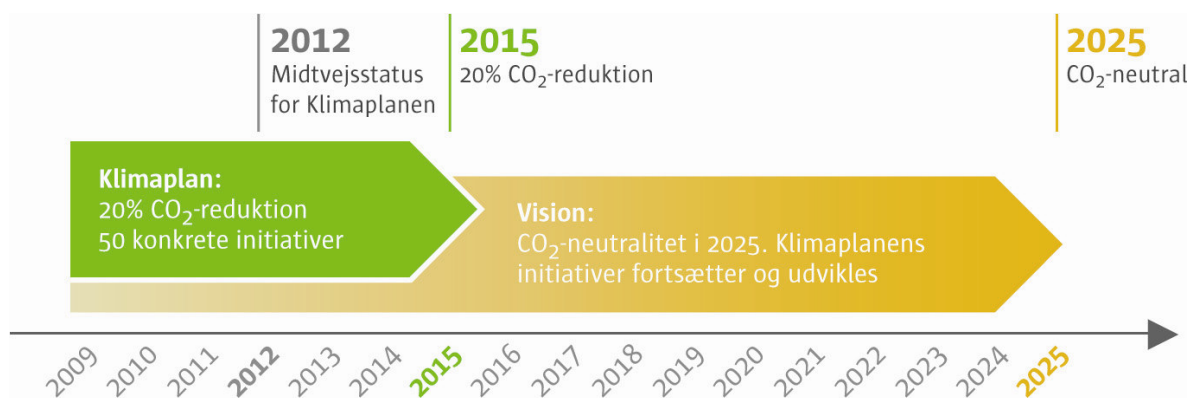 2012
Midtvejsstatus
for Klimaplanen
2015
20% CO₂-reduktion
2025
CO₂-neutral
Klimaplan:
20% CO₂-reduktion
50 konkrete initiativer
Vision:
CO₂-neutralitet i 2025. Klimaplanens
initiativer fortsætter og udvikles
2009
2010
2011
2012
2013
2014
2015
2016
2017
2018
2019
2020
2021
2022
2023
2024
2025